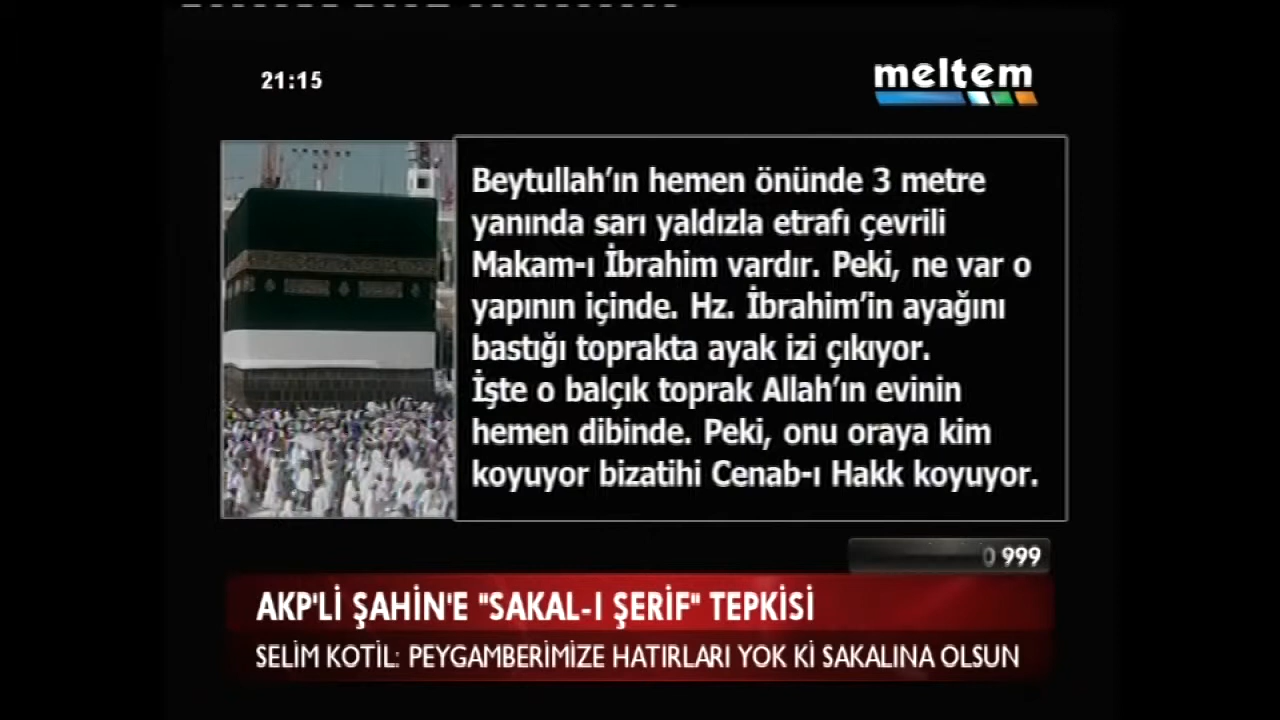 21:15
meltem
Beytullah’ın hemen önünde 3 metre
yanında sarı yaldızla etrafı çevrili
Makam-ı İbrahim vardır. Peki, ne var o
yapının içinde. Hz. İbrahim’in ayağını
bastığı toprakta ayak izi çıkıyor.
İşte o balçık toprak Allah’ın evinin
hemen dibinde. Peki, onu oraya kim
koyuyor bizatihi Cenab-ı Hakk koyuyor.
0 999
AKP'Lİ ŞAHİN'E "SAKAL-I ŞERİF" TEPKİSİ
SELİM KOTİL: PEYGAMBERİMİZE HATIRLARI YOK Kİ SAKALINA OLSUN